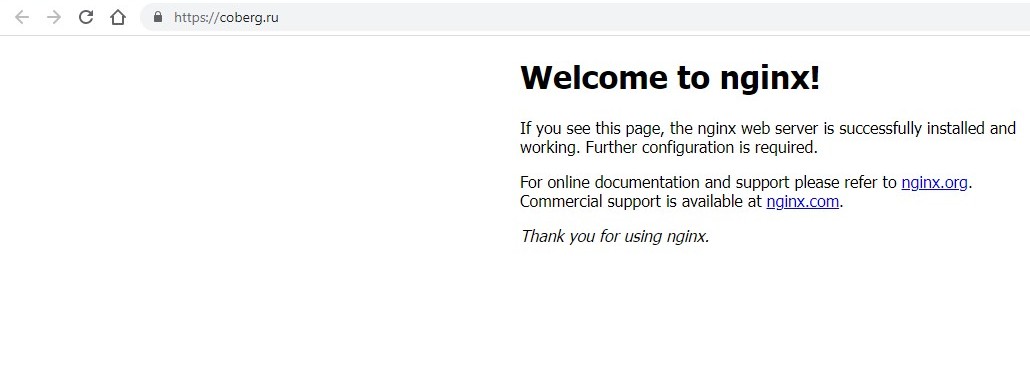 https://coberg.ru
Welcome to nginx!
If you see this page, the nginx web server is successfully installed and
working. Further configuration is required.
For online documentation and support please refer to nginx.org.
Commercial support is available at nginx.com.
Thank you for using nginx.